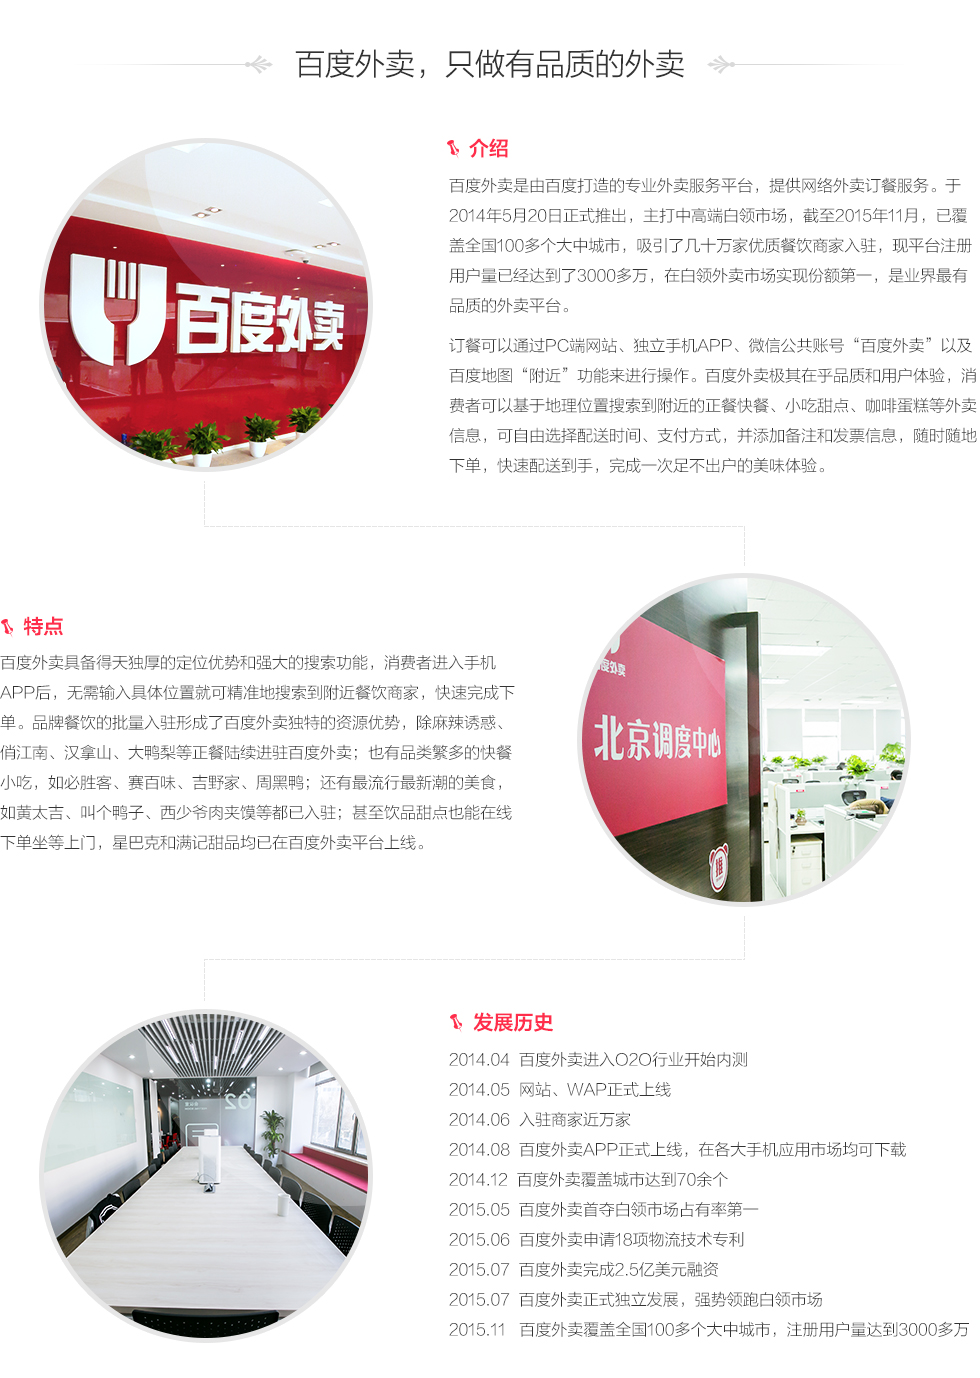 百度外卖，只做有品质的外卖
介绍
百度外卖是由百度打造的专业外卖服务平台，提供网络外卖订餐服务。于
2014年5月20日正式推出，主打中高端白领市场，截至2015年11月，已覆
盖全国100多个大中城市，吸引了几十万家优质餐饮商家入驻，现平台注册
用户量已经达到了3000多万，在白领外卖市场实现份额第一，是业界最有
品质的外卖平台。
订餐可以通过PC端网站、独立手机APP、微信公共账号“百度外卖”以及
百度地图“附近”功能来进行操作。百度外卖极其在乎品质和用户体验，消
费者可以基于地理位置搜索到附近的正餐快餐、小吃甜点、咖啡蛋糕等外卖
信息，可自由选择配送时间、支付方式，并添加备注和发票信息，随时随地
下单，快速配送到手，完成一次足不出户的美味体验。
百度外卖
特点
百度外卖具备得天独厚的定位优势和强大的搜索功能，消费者进入手机
APP后，无需输入具体位置就可精准地搜索到附近餐饮商家，快速完成下
单。品牌餐饮的批量入驻形成了百度外卖独特的资源优势，除麻辣诱惑、
俏江南、汉拿山、大鸭梨等正餐陆续进驻百度外卖；也有品类繁多的快餐
小吃，如必胜客、赛百味、吉野家、周黑鸭；还有最流行最新潮的美食，
如黄太吉、叫个鸭子、西少爷肉夹馍等都已入驻；甚至饮品甜点也能在线
下单坐等上门，星巴克和满记甜品均已在百度外卖平台上线。
度外卖
北京调度中心
发展历史
2014.04 百度外卖进入O2O行业开始内测
2014.05 网站、WAP正式上线
2014.06 入驻商家近万家
2014.08 百度外卖APP正式上线，在各大手机应用市场均可下载
2014.12 百度外卖覆盖城市达到70余个
2015.05 百度外卖首夺白领市场占有率第一
2015.06 百度外卖申请18项物流技术专利
2015.07 百度外卖完成2.5亿美元融资
2015.07 百度外卖正式独立发展，强势领跑白领市场
2015.11 百度外卖覆盖全国100多个大中城市，注册用户量达到3000多万